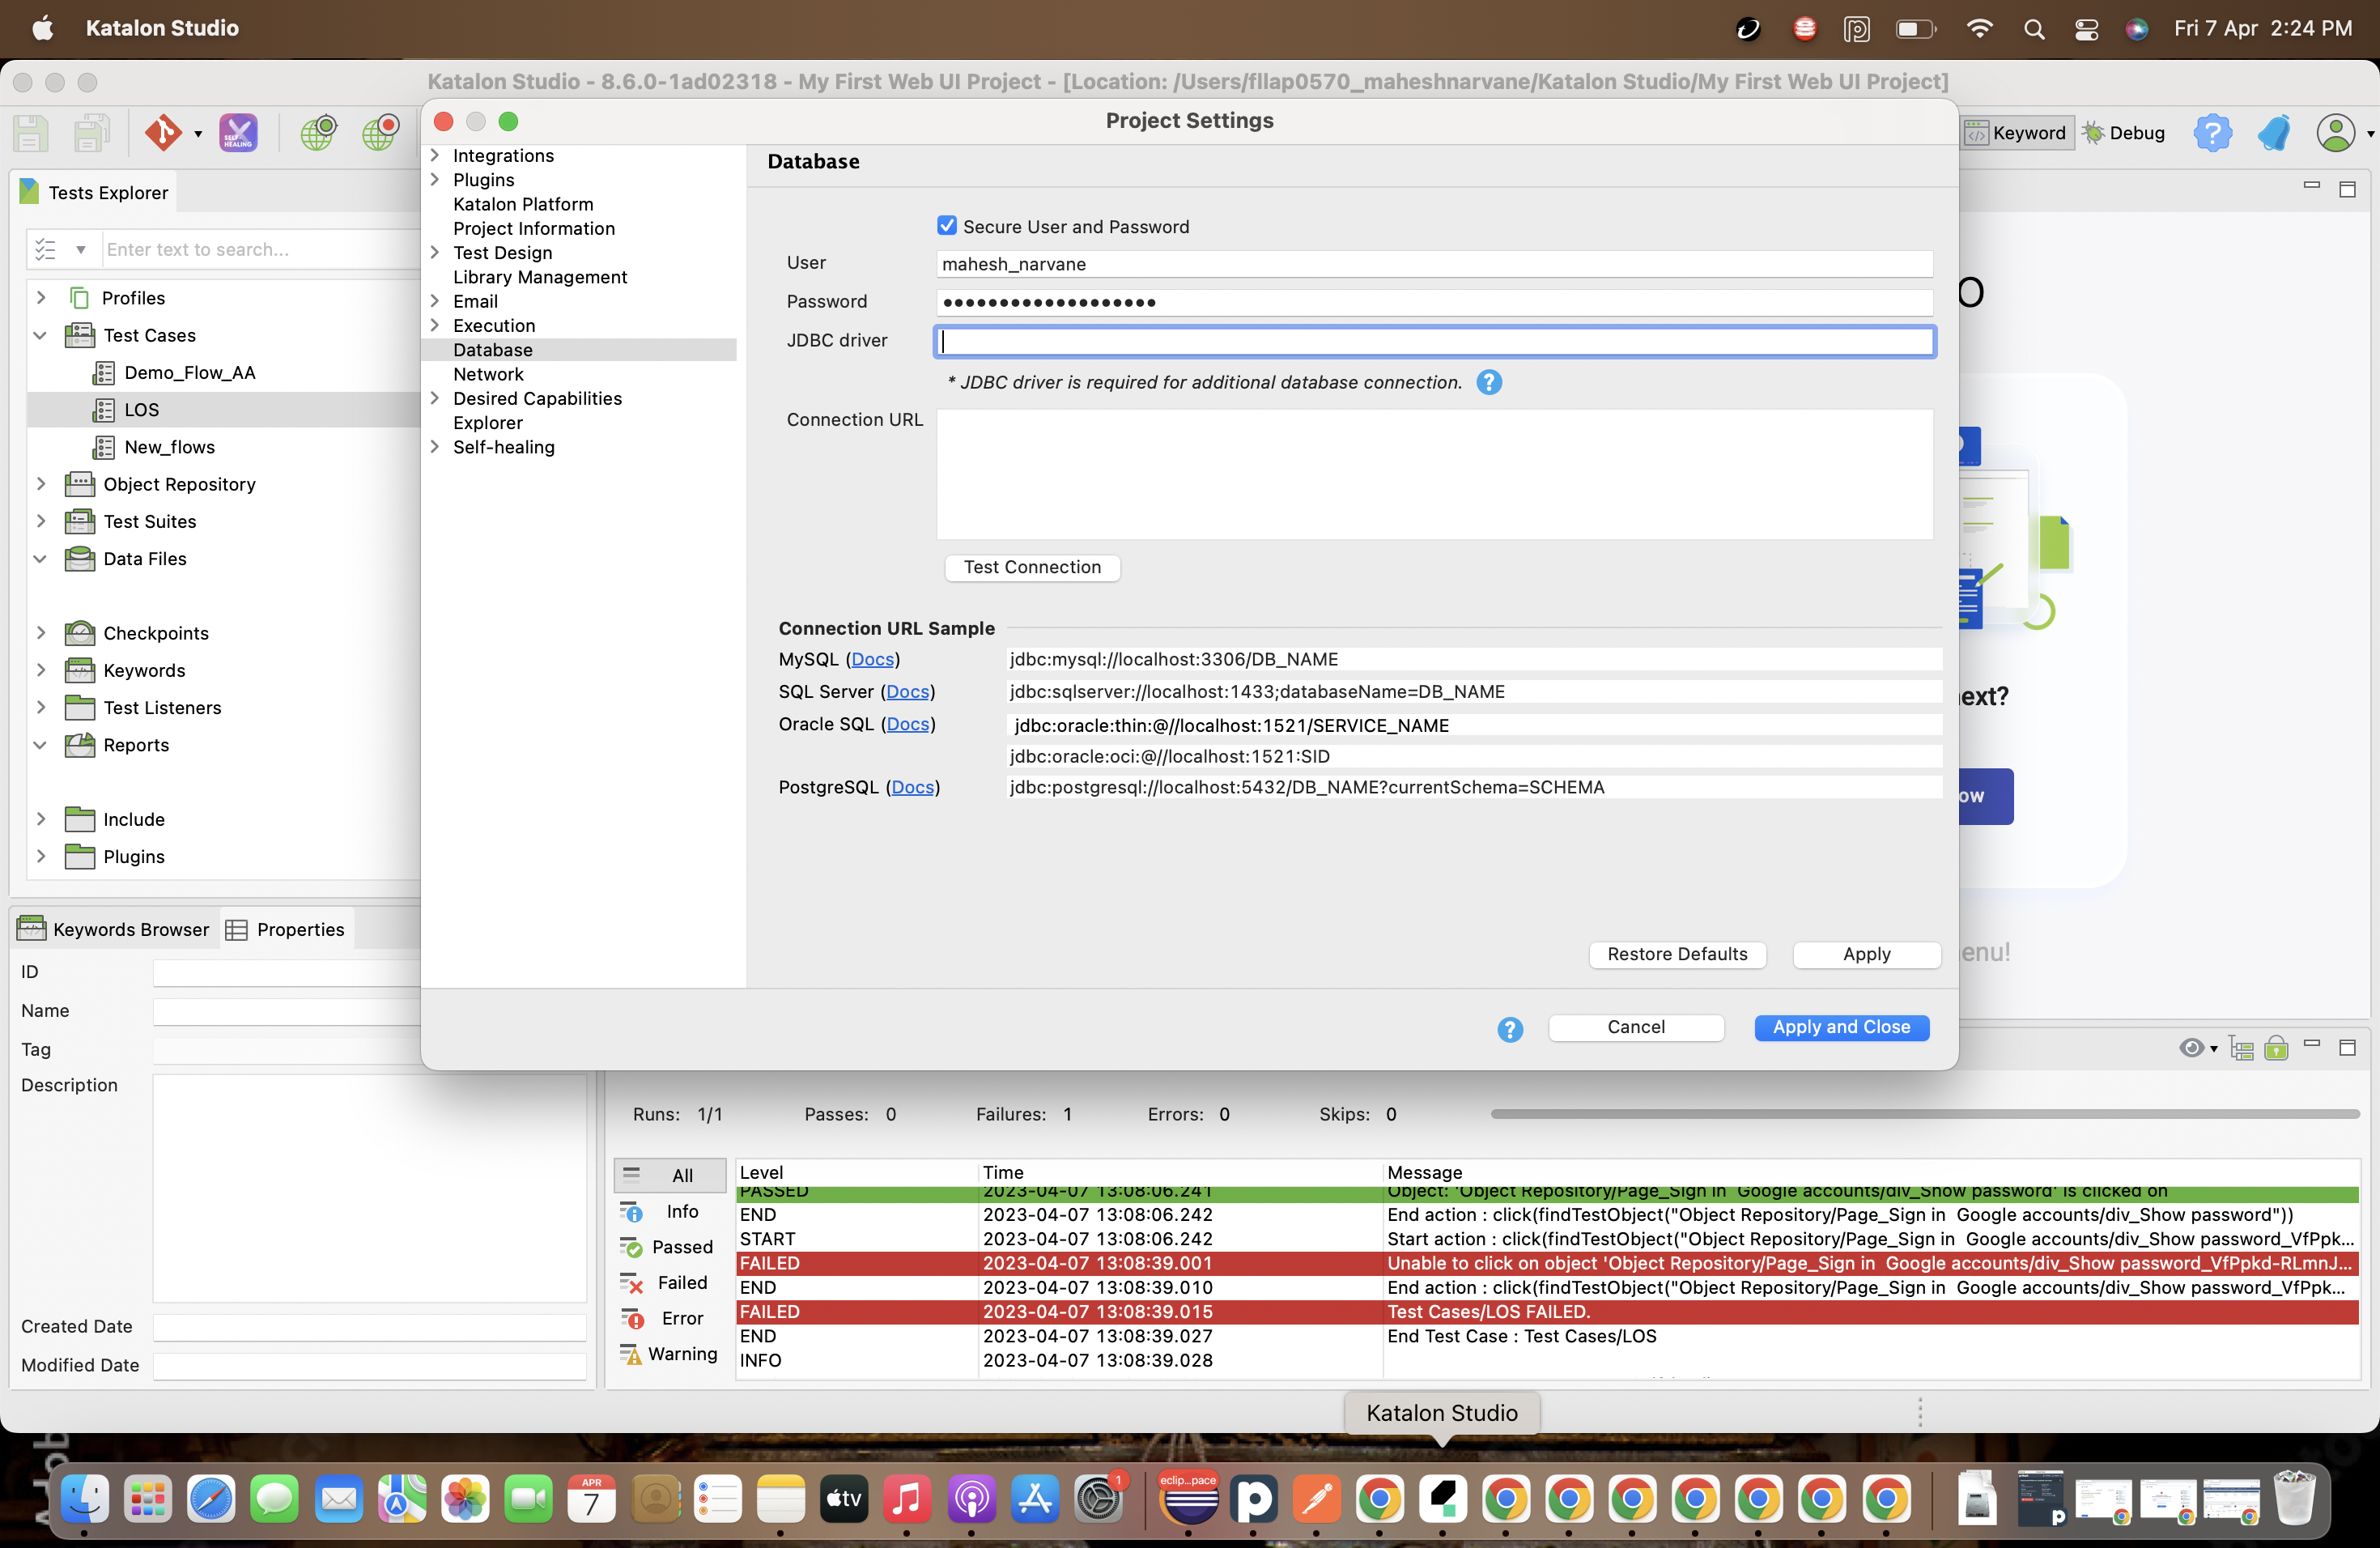 Katalon Studio
Fri 7 Apr 2:24 PM
Katalon Studio - 8.6.0-1ad02318 - My First Web UI Project - [Location: /Users/fllap0570_maheshnarvane/Katalon Studio/My First Web UI Project]
SELF HEALING
Keyword
Debug
Tests Explorer
Enter text to search...
Profiles
Test Cases
Demo_Flow_AA
LOS
New_flows
Object Repository
Test Suites
Data Files
Checkpoints
Keywords
Test Listeners
Reports
Include
Plugins
Project Settings
Integrations
Plugins
Katalon Platform
Project Information
Test Design
Library Management
Email
Execution
Database
Network
Desired Capabilities
Explorer
Self-healing
Database
Secure User and Password
User mahesh_narvane
Password •••••••••••••••••••
JDBC driver
* JDBC driver is required for additional database connection.
Connection URL
Test Connection
Connection URL Sample
MySQL (Docs) jdbc:mysql://localhost:3306/DB_NAME
SQL Server (Docs) jdbc:sqlserver://localhost:1433;databaseName=DB_NAME
Oracle SQL (Docs) jdbc:oracle:thin:@//localhost:1521/SERVICE_NAME
jdbc:oracle:oci:@//localhost:1521:SID
PostgreSQL (Docs) jdbc:postgresql://localhost:5432/DB_NAME?currentSchema=SCHEMA
Restore Defaults
Apply
Cancel
Apply and Close
ext?
ow
enu!
Keywords Browser
Properties
ID
Name
Tag
Description
Created Date
Modified Date
Runs: 1/1 Passes: 0 Failures: 1 Errors: 0 Skips: 0
All
Info
Passed
Failed
Error
Warning
Level Time Message
PASSED 2023-04-07 13:08:06.241 Object: 'Object Repository/Page_Sign in Google accounts/div_Show password' is clicked on
END 2023-04-07 13:08:06.242 End action : click(findTestObject("Object Repository/Page_Sign in Google accounts/div_Show password"))
START 2023-04-07 13:08:06.242 Start action : click(findTestObject("Object Repository/Page_Sign in Google accounts/div_Show password_VfPpk...
FAILED 2023-04-07 13:08:39.001 Unable to click on object 'Object Repository/Page_Sign in Google accounts/div_Show password_VfPpkd-RLmnJ...
END 2023-04-07 13:08:39.010 End action : click(findTestObject("Object Repository/Page_Sign in Google accounts/div_Show password_VfPpk...
FAILED 2023-04-07 13:08:39.015 Test Cases/LOS FAILED.
END 2023-04-07 13:08:39.027 End Test Case : Test Cases/LOS
INFO 2023-04-07 13:08:39.028
Katalon Studio
APR
7
tv
1
eclip...pace